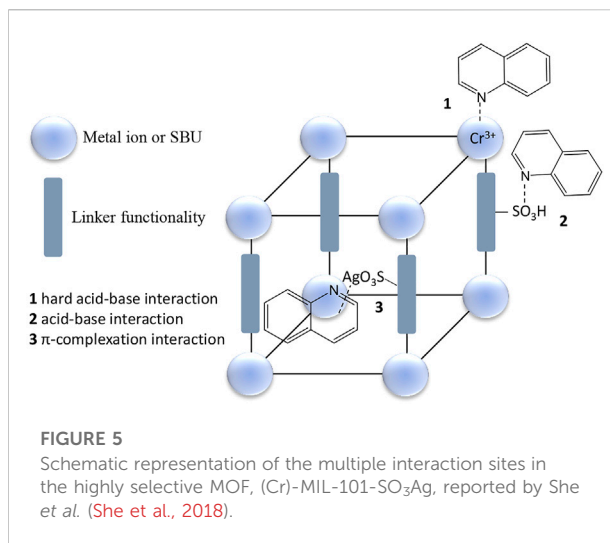 1
N
Cr³⁺
Metal ion or SBU
N
SO₃H
2
Linker functionality
AgO₃S
N
3
1 hard acid-base interaction
2 acid-base interaction
3 π-complexation interaction
FIGURE 5
Schematic representation of the multiple interaction sites in
the highly selective MOF, (Cr)-MIL-101-SO₃Ag, reported by She
et al. (She et al., 2018).